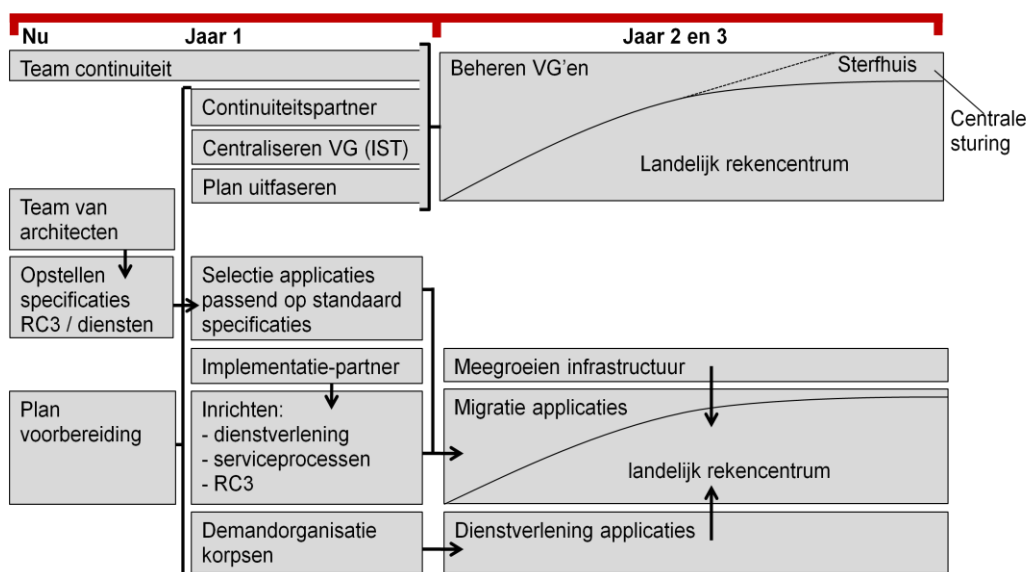 Nu
Jaar 1
Jaar 2 en 3
Team continuiteit
Continuiteitspartner
Centraliseren VG (IST)
Plan uitfaseren
Beheren VG'en
Sterfhuis
Centrale
sturing
Landelijk rekencentrum
Team van
architecten
Opstellen
specificaties
RC3 / diensten
Selectie applicaties
passend op standaard
specificaties
Implementatie-partner
Meegroeien infrastructuur
Plan
voorbereiding
Inrichten:
- dienstverlening
- serviceprocessen
- RC3
Migratie applicaties
landelijk rekencentrum
Demandorganisatie
korpsen
Dienstverlening applicaties